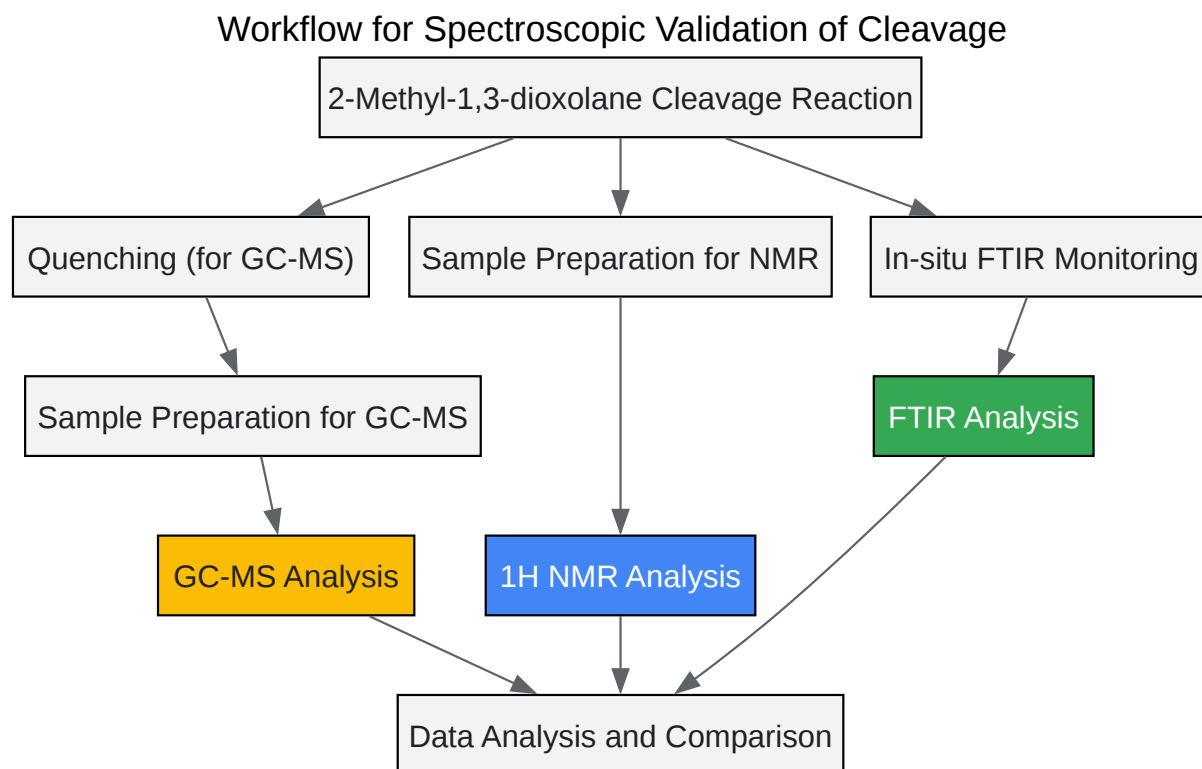 Workflow for Spectroscopic Validation of Cleavage
2-Methyl-1,3-dioxolane Cleavage Reaction
Quenching (for GC-MS)
Sample Preparation for NMR
In-situ FTIR Monitoring
Sample Preparation for GC-MS
FTIR Analysis
GC-MS Analysis
1H NMR Analysis
Data Analysis and Comparison